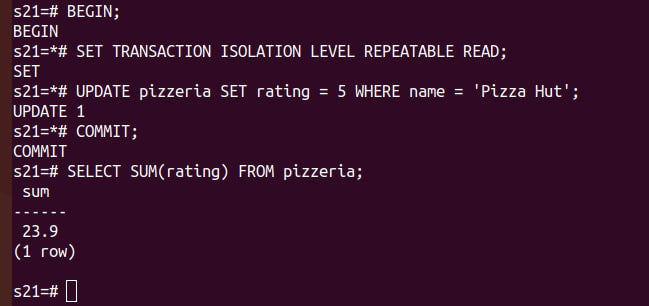 s21=# BEGIN;
BEGIN
s21=*# SET TRANSACTION ISOLATION LEVEL REPEATABLE READ;
SET
s21=*# UPDATE pizzeria SET rating = 5 WHERE name = 'Pizza Hut';
UPDATE 1
s21=*# COMMIT;
COMMIT
s21=# SELECT SUM(rating) FROM pizzeria;
 sum
------
 23.9
(1 row)

s21=#